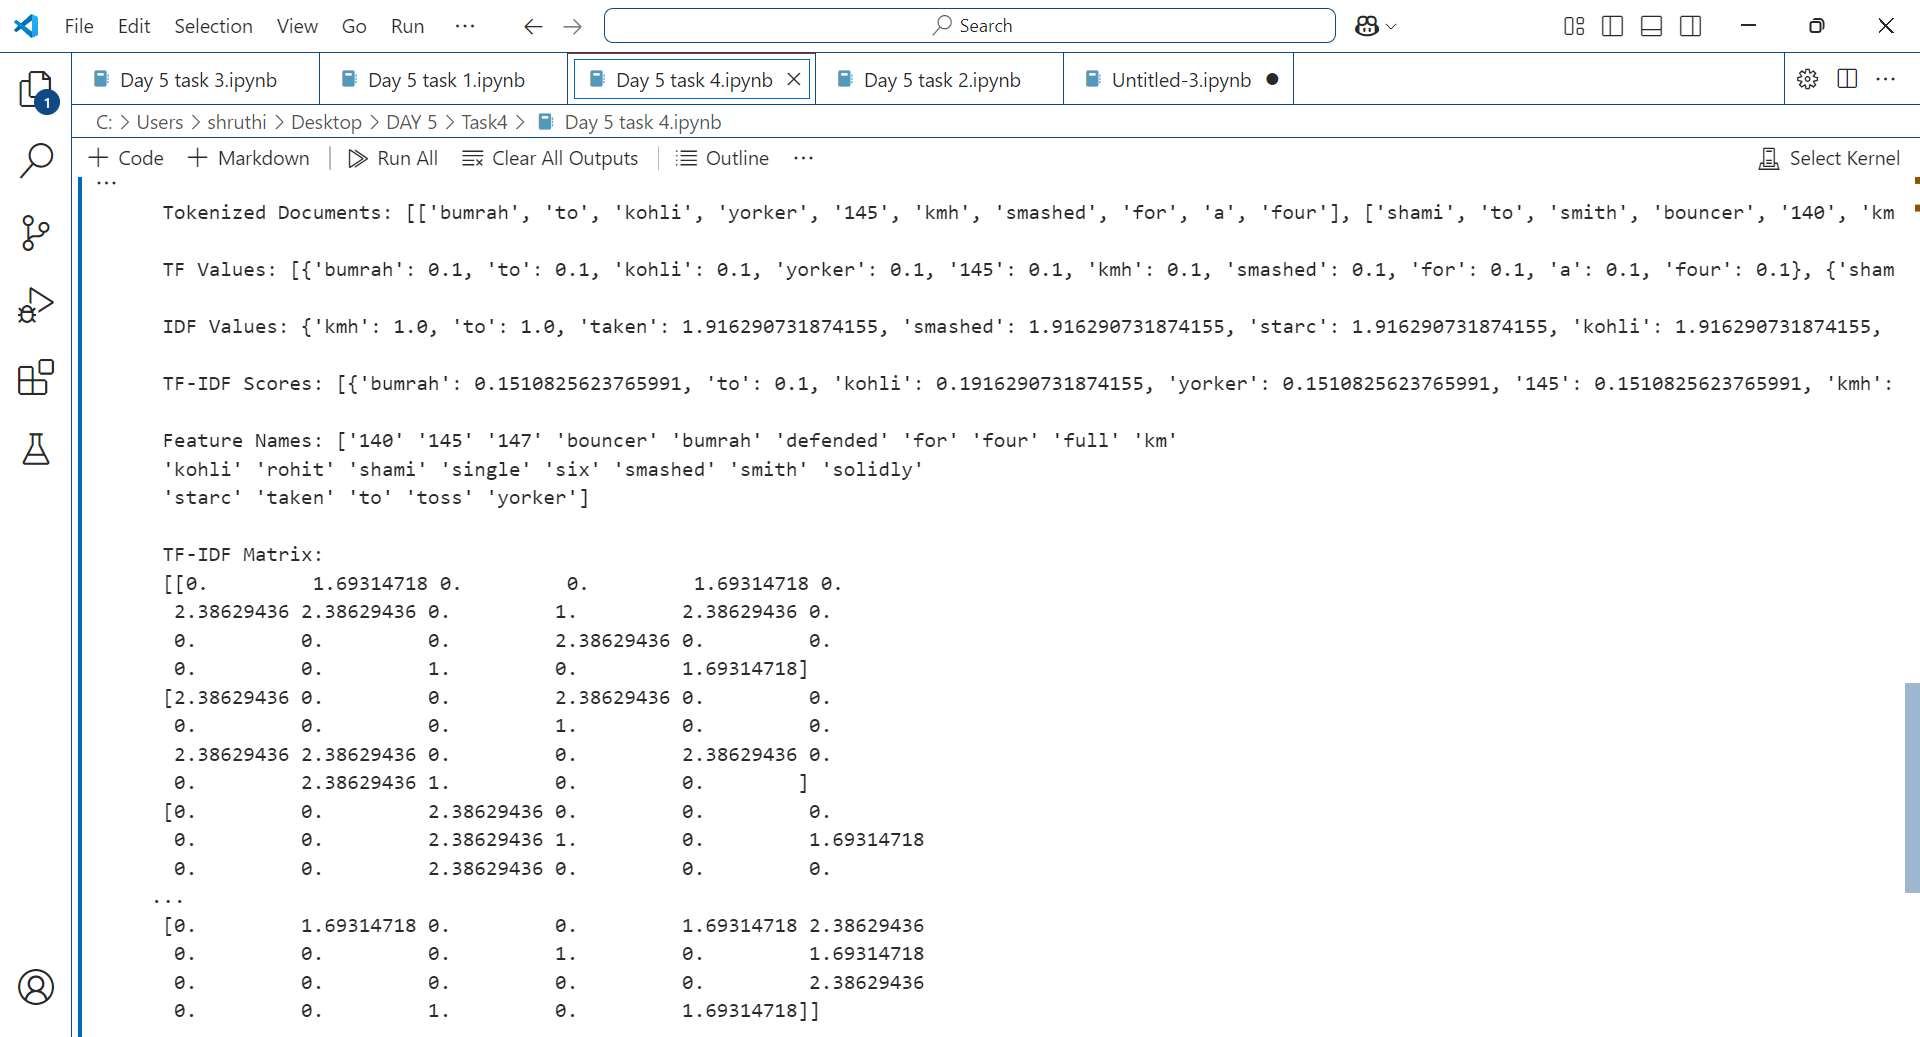 File Edit Selection View Go Run ··· Search
Day 5 task 3.ipynb Day 5 task 1.ipynb Day 5 task 4.ipynb Day 5 task 2.ipynb Untitled-3.ipynb
1
C: > Users > shruthi > Desktop > DAY 5 > Task4 > Day 5 task 4.ipynb
+ Code + Markdown Run All Clear All Outputs Outline ··· Select Kernel
...
Tokenized Documents: [['bumrah', 'to', 'kohli', 'yorker', '145', 'kmh', 'smashed', 'for', 'a', 'four'], ['shami', 'to', 'smith', 'bouncer', '140', 'km
TF Values: [{'bumrah': 0.1, 'to': 0.1, 'kohli': 0.1, 'yorker': 0.1, '145': 0.1, 'kmh': 0.1, 'smashed': 0.1, 'for': 0.1, 'a': 0.1, 'four': 0.1}, {'sham
IDF Values: {'kmh': 1.0, 'to': 1.0, 'taken': 1.916290731874155, 'smashed': 1.916290731874155, 'starc': 1.916290731874155, 'kohli': 1.916290731874155,
TF-IDF Scores: [{'bumrah': 0.1510825623765991, 'to': 0.1, 'kohli': 0.1916290731874155, 'yorker': 0.1510825623765991, '145': 0.1510825623765991, 'kmh':
Feature Names: ['140' '145' '147' 'bouncer' 'bumrah' 'defended' 'for' 'four' 'full' 'km'
'kohli' 'rohit' 'shami' 'single' 'six' 'smashed' 'smith' 'solidly'
'starc' 'taken' 'to' 'toss' 'yorker']
TF-IDF Matrix:
[[0. 1.69314718 0. 0. 1.69314718 0.
2.38629436 2.38629436 0. 1. 2.38629436 0.
0. 0. 0. 2.38629436 0. 0.
0. 0. 1. 0. 1.69314718]
[2.38629436 0. 0. 2.38629436 0. 0.
0. 0. 0. 1. 0. 0.
2.38629436 2.38629436 0. 0. 2.38629436 0.
0. 2.38629436 1. 0. 0. ]
[0. 0. 2.38629436 0. 0. 0.
0. 0. 2.38629436 1. 0. 1.69314718
0. 0. 2.38629436 0. 0. 0.
...
[0. 1.69314718 0. 0. 1.69314718 2.38629436
0. 0. 0. 1. 0. 1.69314718
0. 0. 0. 0. 0. 2.38629436
0. 0. 1. 0. 1.69314718]]